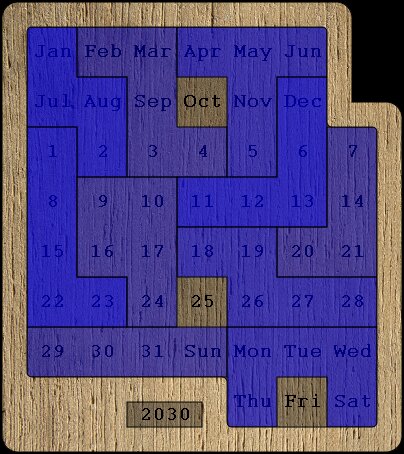 Jan Feb Mar Apr May Jun
Jul Aug Sep Oct Nov Dec
1 2 3 4 5 6 7
8 9 10 11 12 13 14
15 16 17 18 19 20 21
22 23 24 25 26 27 28
29 30 31 Sun Mon Tue Wed
Thu Fri Sat
2030